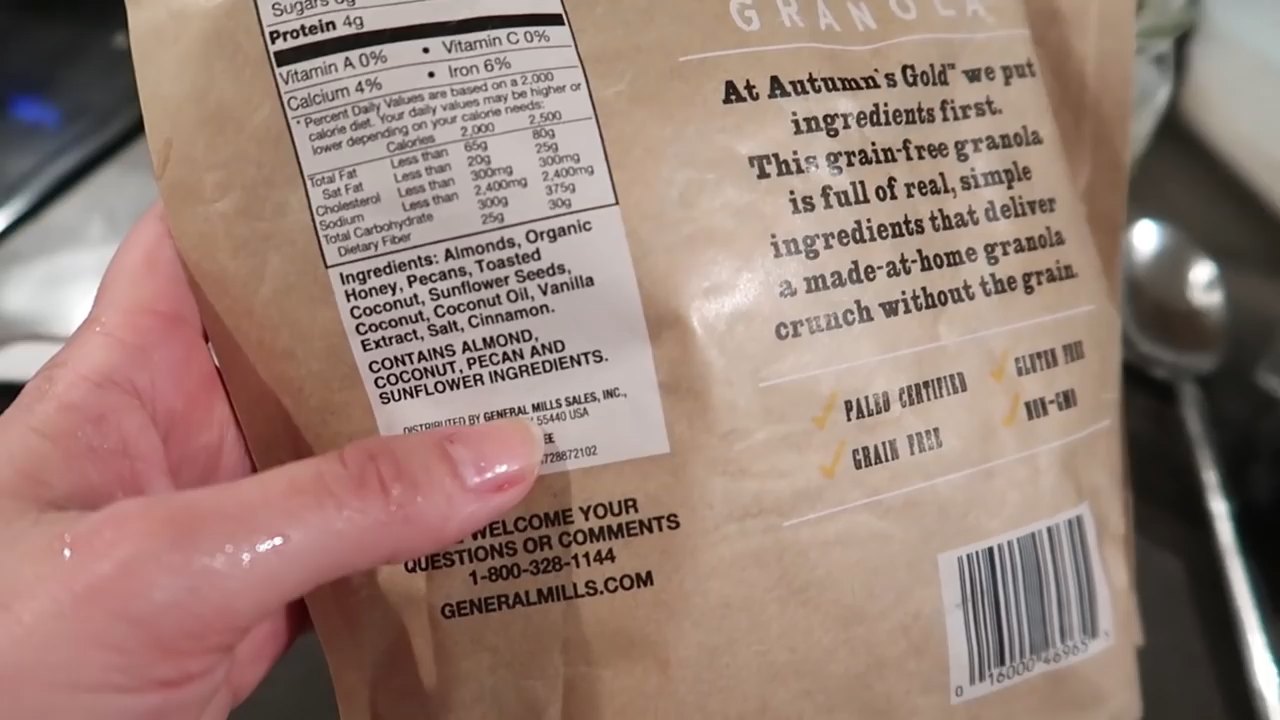 Sugars
Protein 4g
Vitamin A 0% • Vitamin C 0%
Calcium 4% • Iron 6%
* Percent Daily Values are based on a 2,000
calorie diet. Your daily values may be higher or
lower depending on your calorie needs:
Calories 2,000 2,500
Total Fat Less than 65g 80g
Sat Fat Less than 20g 25g
Cholesterol Less than 300mg 300mg
Sodium Less than 2,400mg 2,400mg
Total Carbohydrate 300g 375g
Dietary Fiber 25g 30g
Ingredients: Almonds, Organic
Honey, Pecans, Toasted
Coconut, Sunflower Seeds,
Coconut, Coconut Oil, Vanilla
Extract, Salt, Cinnamon.
CONTAINS ALMOND,
COCONUT, PECAN AND
SUNFLOWER INGREDIENTS.
DISTRIBUTED BY GENERAL MILLS SALES, INC.,
55440 USA
728872102
WELCOME YOUR
QUESTIONS OR COMMENTS
1-800-328-1144
GENERALMILLS.COM
GRANOLA
At Autumn's Gold™ we put
ingredients first.
This grain-free granola
is full of real, simple
ingredients that deliver
a made-at-home granola
crunch without the grain.
PALEO CERTIFIED
GLUTEN FREE
GRAIN FREE
NON-GMO
0 16000 46965